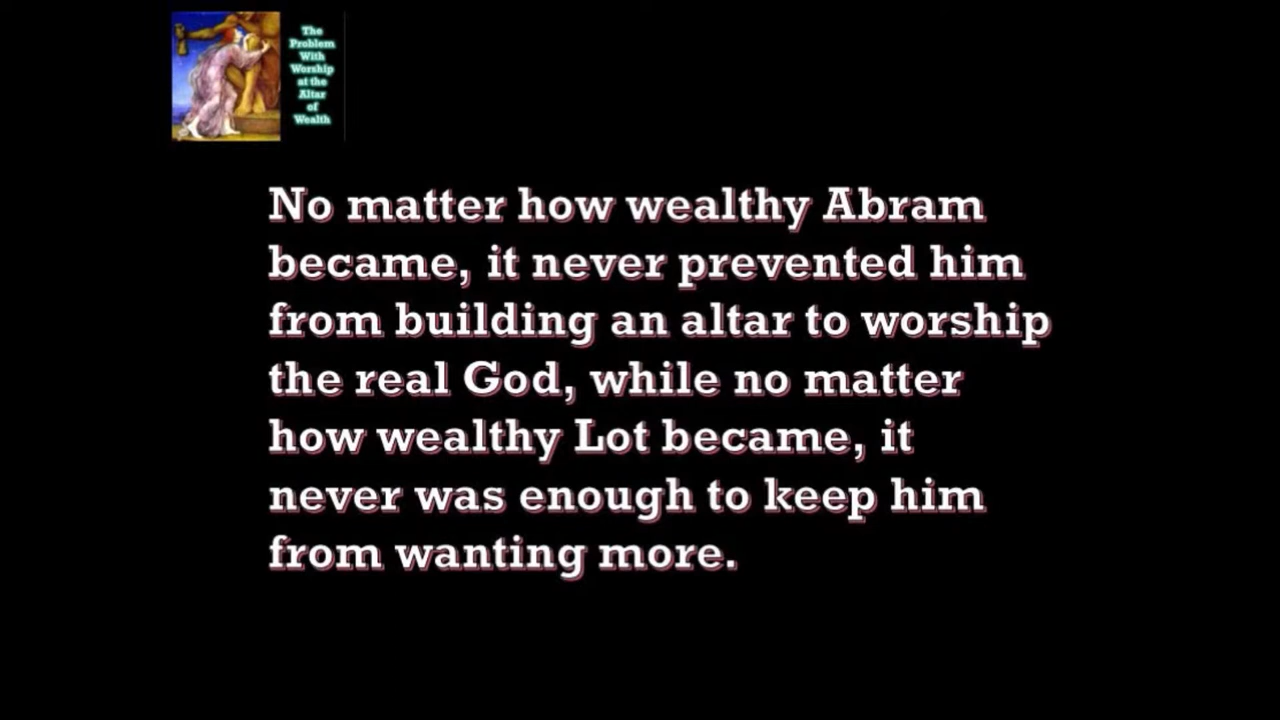 The
Problem
With
Worship
at the
Altar
of
Wealth
No matter how wealthy Abram
became, it never prevented him
from building an altar to worship
the real God, while no matter
how wealthy Lot became, it
never was enough to keep him
from wanting more.